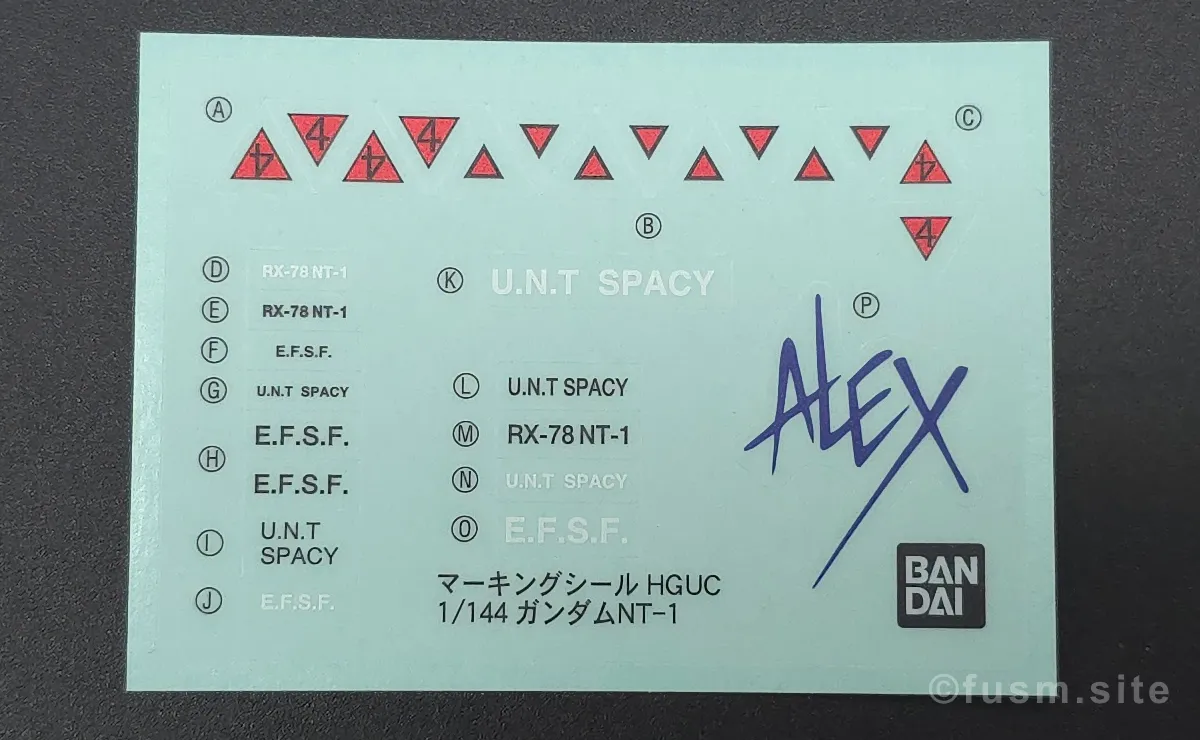 A
4
4
4
4
C
4
4
B
D RX-78 NT-1
E RX-78 NT-1
F E.F.S.F.
G U.N.T SPACY
H E.F.S.F.
E.F.S.F.
I U.N.T
SPACY
J E.F.S.F.
K U.N.T SPACY
L U.N.T SPACY
M RX-78 NT-1
N U.N.T SPACY
O E.F.S.F.
マーキングシール HGUC
1/144 ガンダムNT-1
P
ALEX
BAN
DAI
©fusm.site